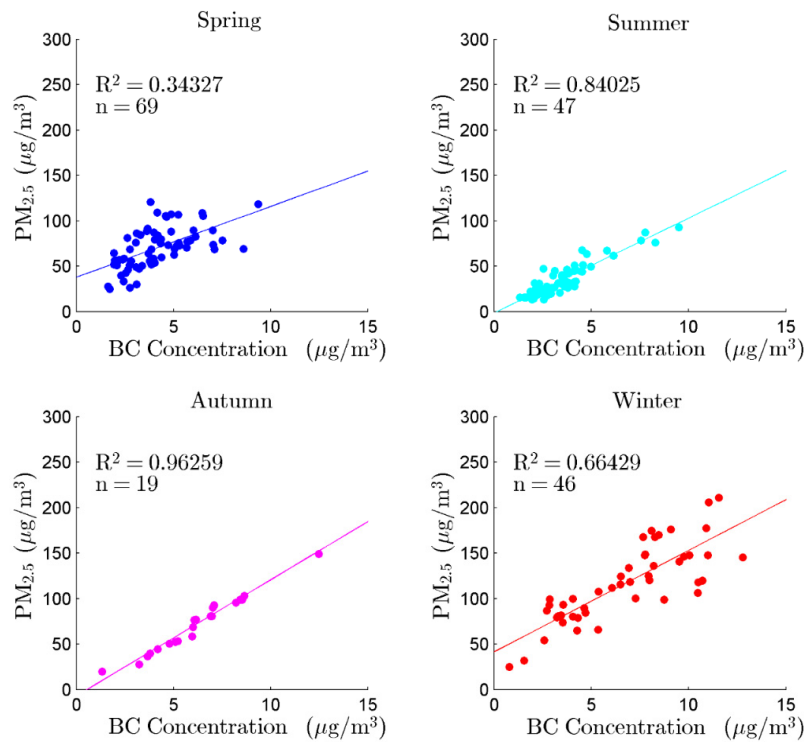 Spring
300
250
200
150
100
50
0
PM2.5 (μg/m³)
R² = 0.34327
n = 69
0 5 10 15
BC Concentration (μg/m³)
Summer
300
250
200
150
100
50
0
PM2.5 (μg/m³)
R² = 0.84025
n = 47
0 5 10 15
BC Concentration (μg/m³)
Autumn
300
250
200
150
100
50
0
PM2.5 (μg/m³)
R² = 0.96259
n = 19
0 5 10 15
BC Concentration (μg/m³)
Winter
300
250
200
150
100
50
0
PM2.5 (μg/m³)
R² = 0.66429
n = 46
0 5 10 15
BC Concentration (μg/m³)